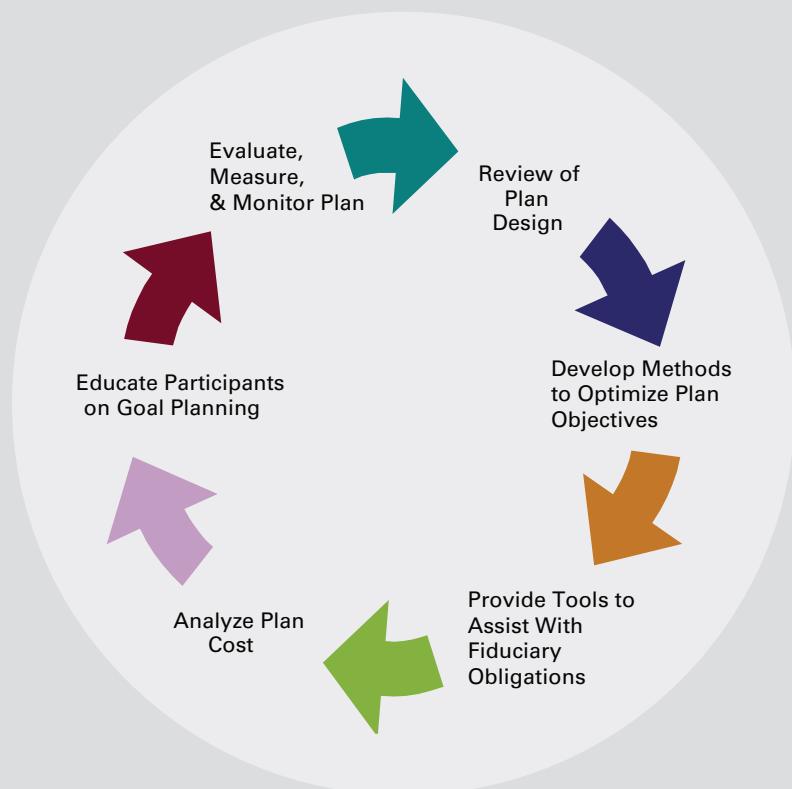 Evaluate,
Measure,
& Monitor Plan
Review of
Plan
Design
Develop Methods
to Optimize Plan
Objectives
Provide Tools to
Assist With
Fiduciary
Obligations
Analyze Plan
Cost
Educate Participants
on Goal Planning